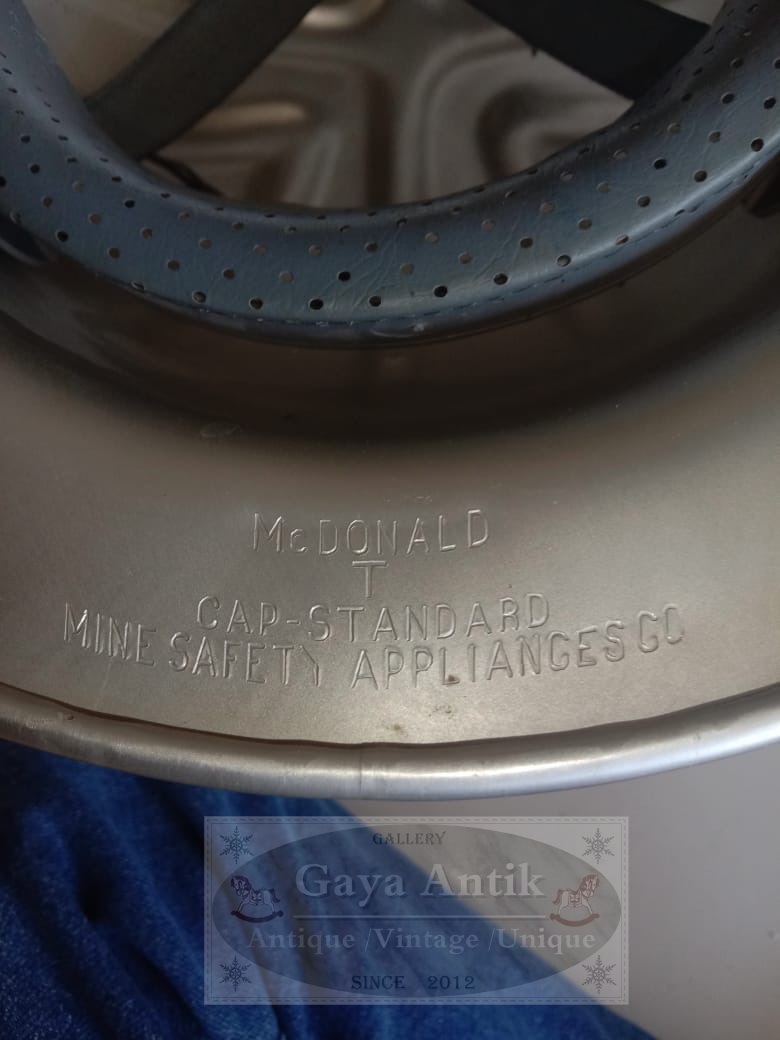 McDONALD
T
CAP-STANDARD
MINE SAFETY APPLIANCES CO
GALLERY
Gaya Antik
Antique /Vintage /Unique
SINCE 2012